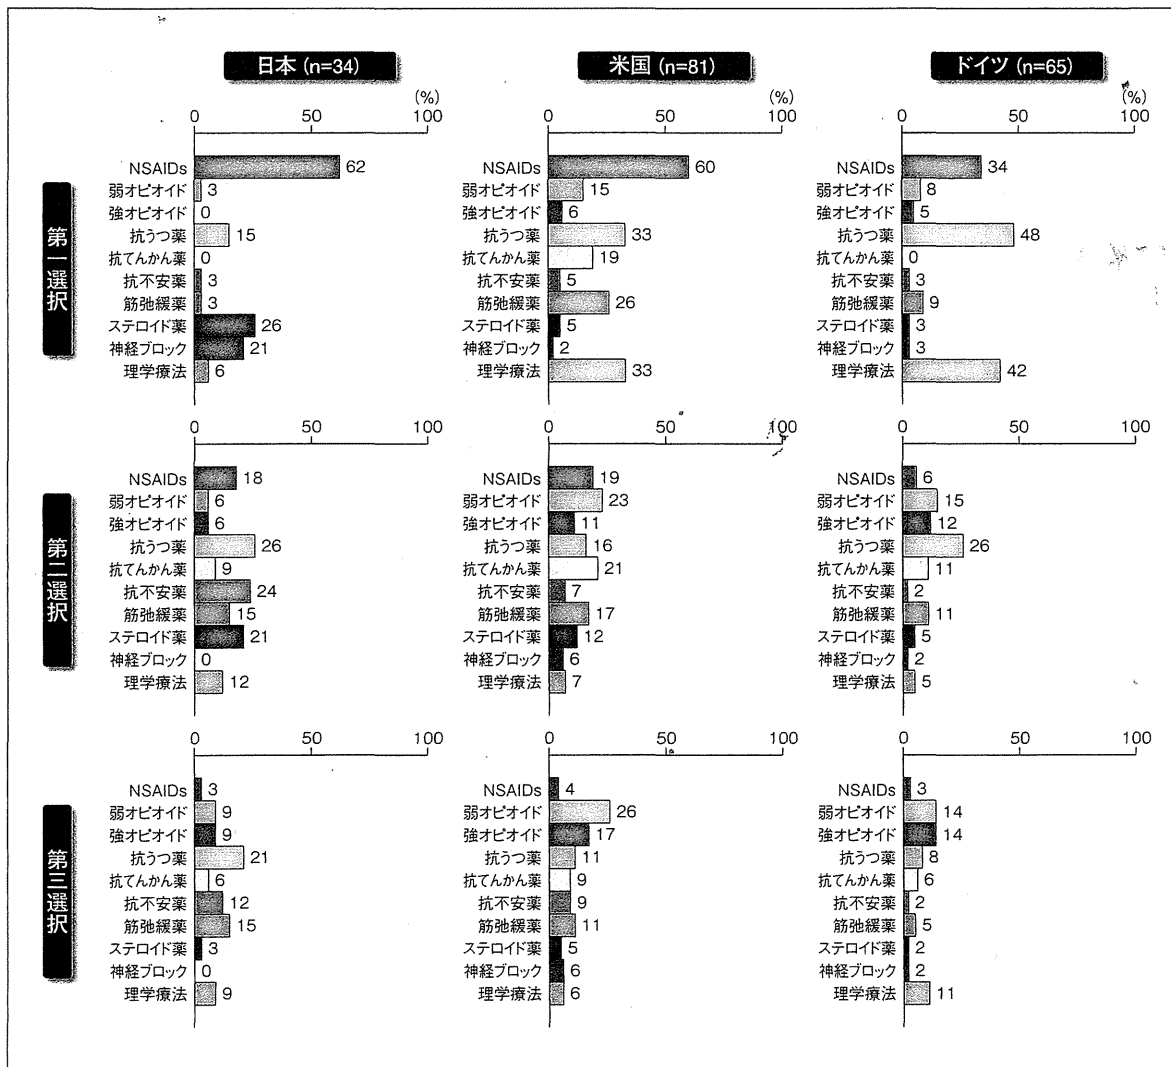 日本 (n=34)
米国 (n=81)
ドイツ (n=65)
(%)
0 50 100
(%)
0 50 100
(%)
0 50 100
第一選択
NSAIDs 62
弱オピオイド 3
強オピオイド 0
抗うつ薬 15
抗てんかん薬 0
抗不安薬 3
筋弛緩薬 3
ステロイド薬 26
神経ブロック 21
理学療法 6
NSAIDs 60
弱オピオイド 15
強オピオイド 6
抗うつ薬 33
抗てんかん薬 19
抗不安薬 5
筋弛緩薬 26
ステロイド薬 5
神経ブロック 2
理学療法 33
NSAIDs 34
弱オピオイド 8
強オピオイド 5
抗うつ薬 48
抗てんかん薬 0
抗不安薬 3
筋弛緩薬 9
ステロイド薬 3
神経ブロック 3
理学療法 42
0 50 100
0 50 100
0 50 100
第二選択
NSAIDs 18
弱オピオイド 6
強オピオイド 6
抗うつ薬 26
抗てんかん薬 9
抗不安薬 24
筋弛緩薬 15
ステロイド薬 21
神経ブロック 0
理学療法 12
NSAIDs 19
弱オピオイド 23
強オピオイド 11
抗うつ薬 16
抗てんかん薬 21
抗不安薬 7
筋弛緩薬 17
ステロイド薬 12
神経ブロック 6
理学療法 7
NSAIDs 6
弱オピオイド 15
強オピオイド 12
抗うつ薬 26
抗てんかん薬 11
抗不安薬 2
筋弛緩薬 11
ステロイド薬 5
神経ブロック 2
理学療法 5
0 50 100
0 50 100
0 50 100
第三選択
NSAIDs 3
弱オピオイド 9
強オピオイド 9
抗うつ薬 21
抗てんかん薬 6
抗不安薬 12
筋弛緩薬 15
ステロイド薬 3
神経ブロック 0
理学療法 9
NSAIDs 4
弱オピオイド 26
強オピオイド 17
抗うつ薬 11
抗てんかん薬 9
抗不安薬 9
筋弛緩薬 11
ステロイド薬 5
神経ブロック 6
理学療法 6
NSAIDs 3
弱オピオイド 14
強オピオイド 14
抗うつ薬 8
抗てんかん薬 6
抗不安薬 2
筋弛緩薬 5
ステロイド薬 2
神経ブロック 2
理学療法 11